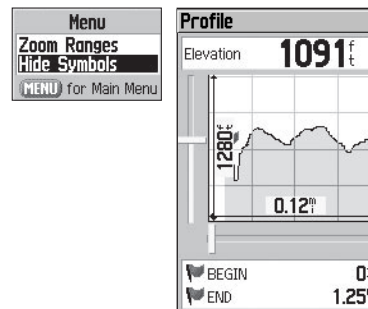 Menu
Zoom Ranges
Hide Symbols
MENU for Main Menu
Profile
Elevation 1091ft
1280ft
0.12mi
BEGIN
END 1.25